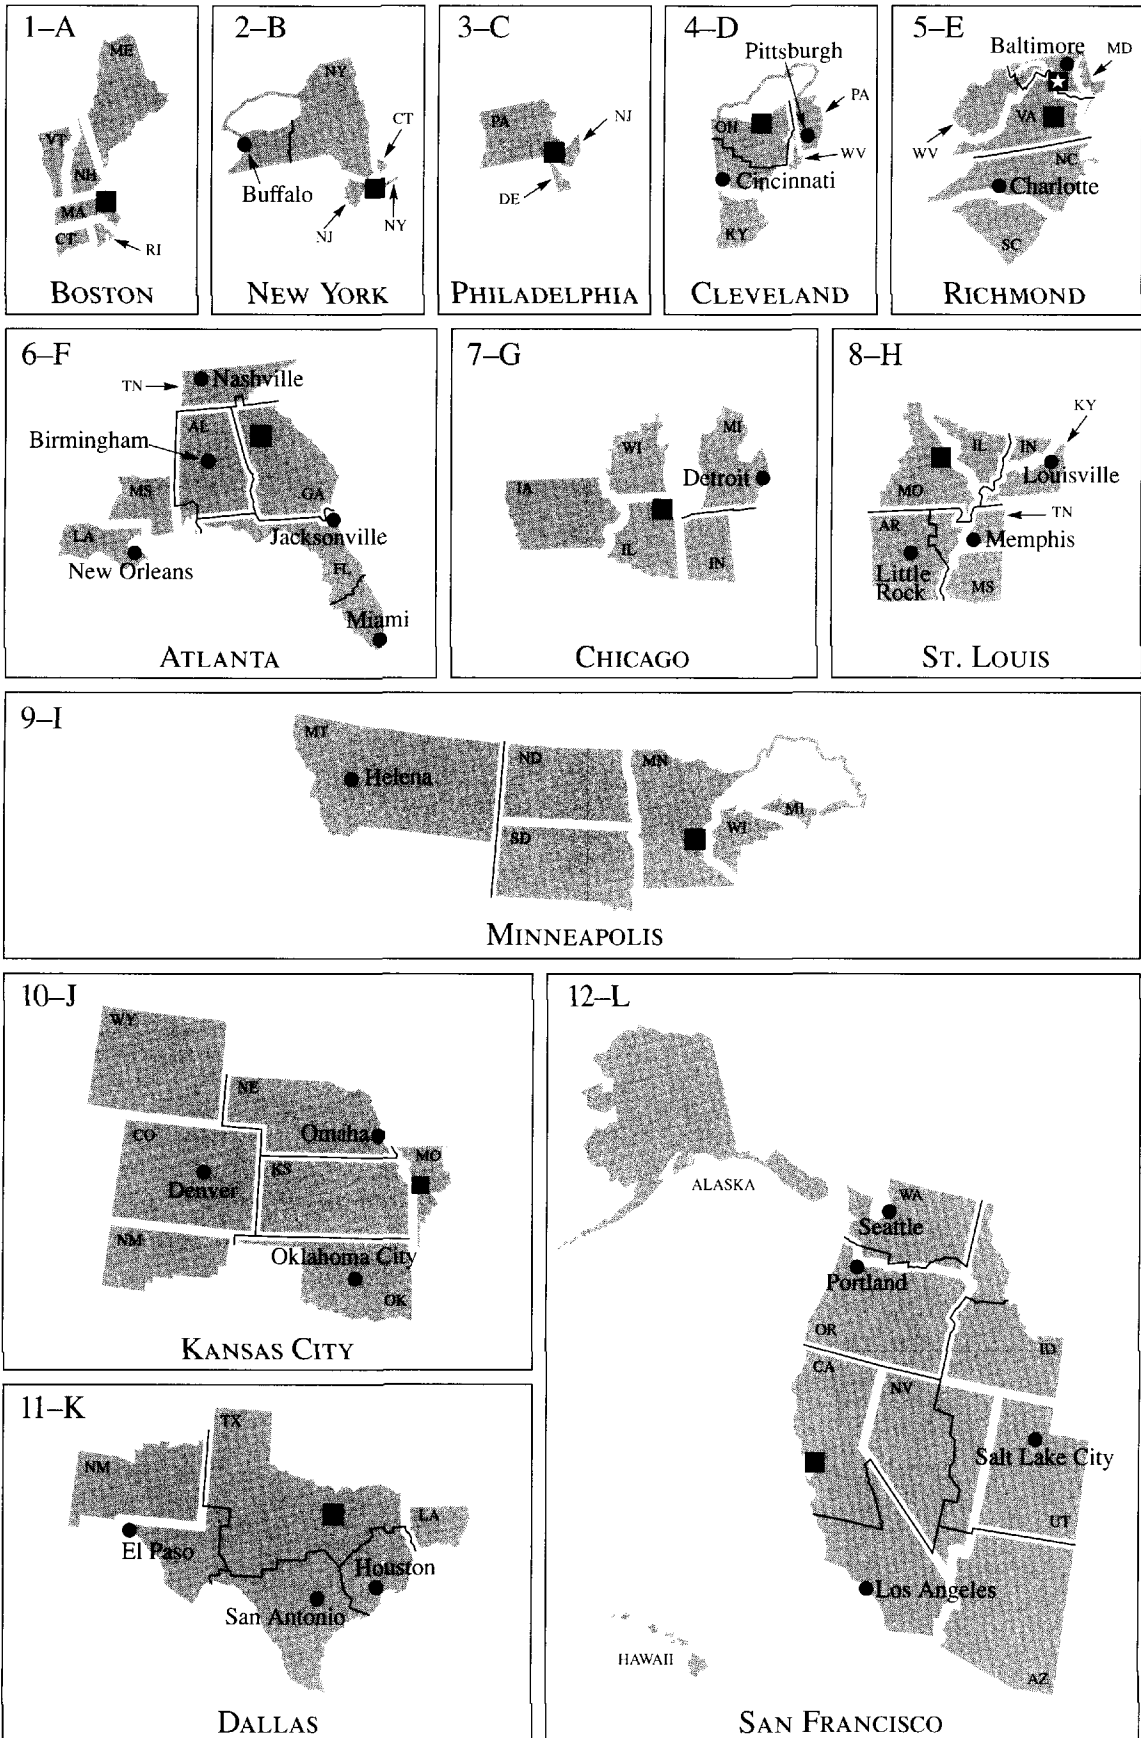 1–A
ME
VT
NH
MA
CT
RI
BOSTON
2–B
NY
CT
Buffalo
NJ
NY
NEW YORK
3–C
PA
NJ
DE
PHILADELPHIA
4–D
Pittsburgh
PA
OH
WV
Cincinnati
KY
CLEVELAND
5–E
Baltimore
MD
VA
WV
NC
Charlotte
SC
RICHMOND
6–F
TN
Nashville
AL
Birmingham
MS
GA
LA
Jacksonville
New Orleans
FL
Miami
ATLANTA
7–G
WI
MI
Detroit
IA
IL
IN
CHICAGO
8–H
KY
IL
IN
Louisville
MO
TN
AR
Memphis
Little
Rock
MS
ST. LOUIS
9–I
MT
ND
MN
Helena
MI
SD
WI
MINNEAPOLIS
10–J
WY
NE
CO
Omaha
MO
KS
Denver
NM
Oklahoma City
OK
KANSAS CITY
11–K
TX
NM
LA
El Paso
Houston
San Antonio
DALLAS
12–L
ALASKA
WA
Seattle
Portland
OR
ID
CA
NV
Salt Lake City
UT
Los Angeles
HAWAII
AZ
SAN FRANCISCO